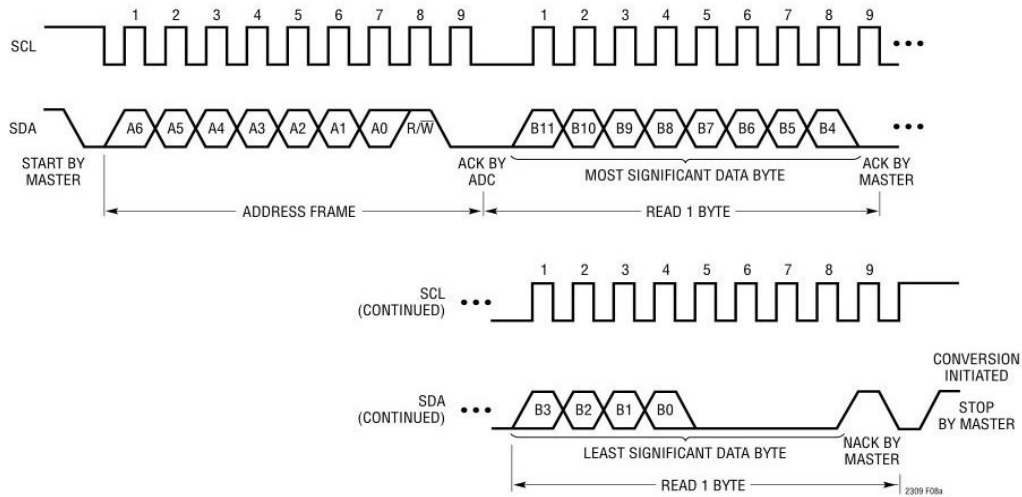 1 2 3 4 5 6 7 8 9 1 2 3 4 5 6 7 8 9
SCL •••
SDA A6 A5 A4 A3 A2 A1 A0 R/W̅ B11 B10 B9 B8 B7 B6 B5 B4 •••
START BY
MASTER
ACK BY
ADC
MOST SIGNIFICANT DATA BYTE
ACK BY
MASTER
ADDRESS FRAME READ 1 BYTE
1 2 3 4 5 6 7 8 9
SCL
(CONTINUED) •••
CONVERSION
INITIATED
SDA
(CONTINUED) ••• B3 B2 B1 B0
STOP
BY MASTER
LEAST SIGNIFICANT DATA BYTE
NACK BY
MASTER
READ 1 BYTE
2309 F08a